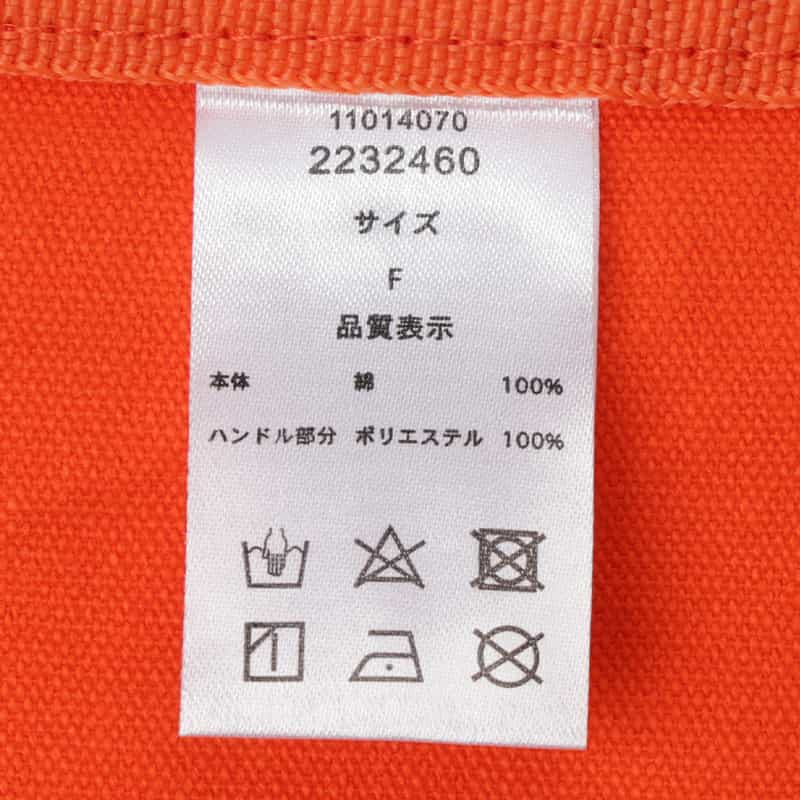 11014070
2232460
サイズ
F
品質表示
本体 綿 100%
ハンドル部分 ポリエステル 100%